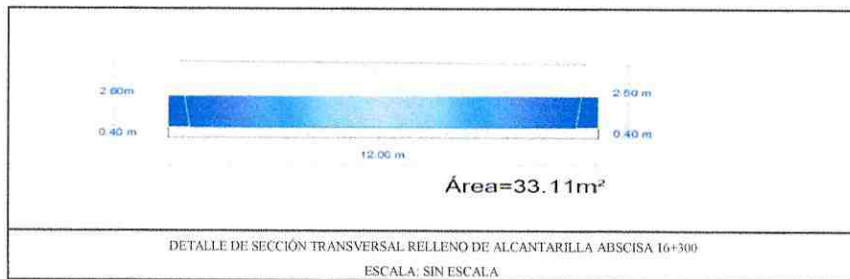 2.60m
2.60 m
0.40 m
0.40 m
12.00 m
Área=33.11m²
DETALLE DE SECCIÓN TRANSVERSAL RELLENO DE ALCANTARILLA ABSCISA 16+300
ESCALA: SIN ESCALA